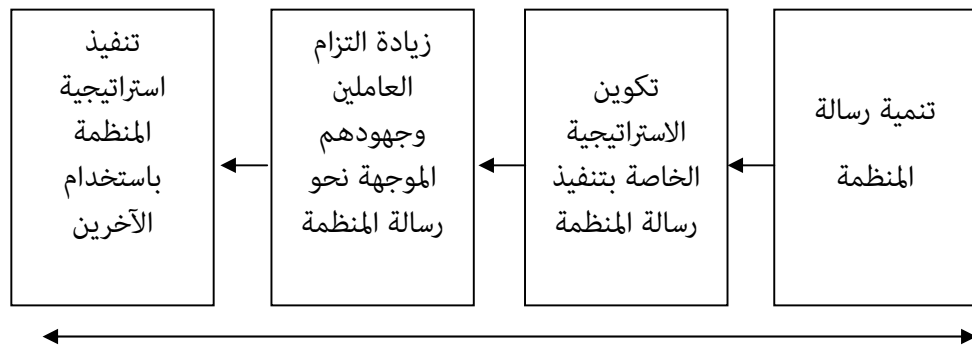 تنمية رسالة
المنظمة
تكوين
الاستراتيجية
الخاصة بتنفيذ
رسالة المنظمة
زيادة التزام
العاملين
وجهودهم
الموجهة نحو
رسالة المنظمة
تنفيذ
استراتيجية
المنظمة
باستخدام
الآخرين